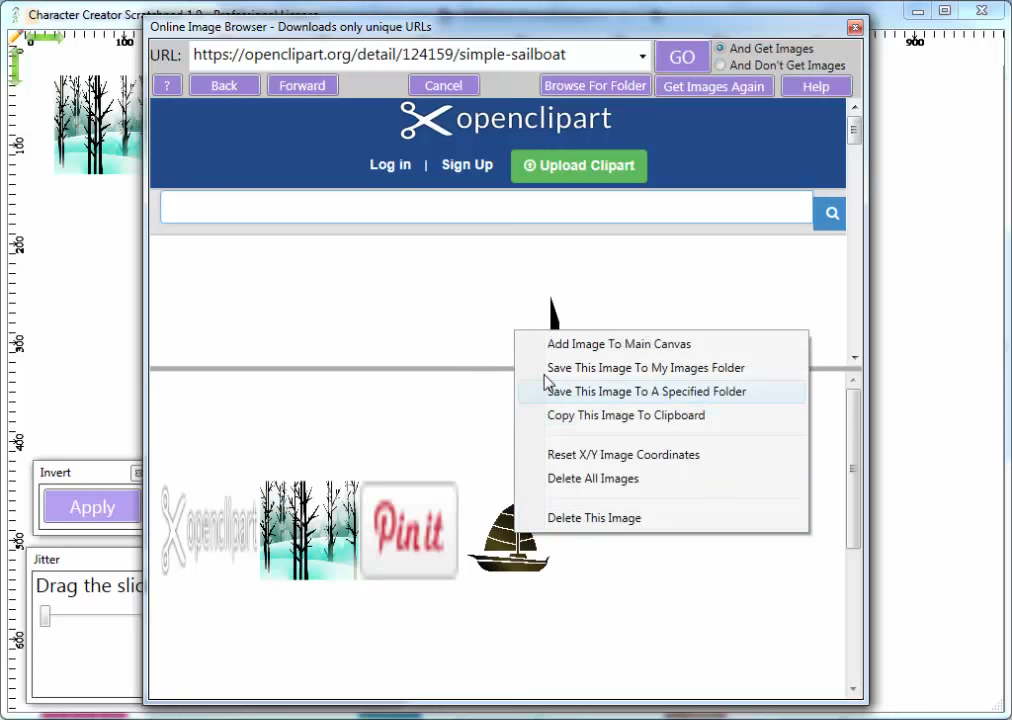 Character Creator Scratchpad 1.0 - Professional License
Online Image Browser - Downloads only unique URLs
URL: https://openclipart.org/detail/124159/simple-sailboat
GO
And Get Images
And Don't Get Images
? Back Forward Cancel Browse For Folder Get Images Again Help
0 100 900
openclipart
Log in | Sign Up Upload Clipart
100
200
300
400
500
600
Add Image To Main Canvas
Save This Image To My Images Folder
Save This Image To A Specified Folder
Copy This Image To Clipboard
Reset X/Y Image Coordinates
Delete All Images
Delete This Image
Invert
Apply
openclipart
Pin it
Jitter
Drag the slid